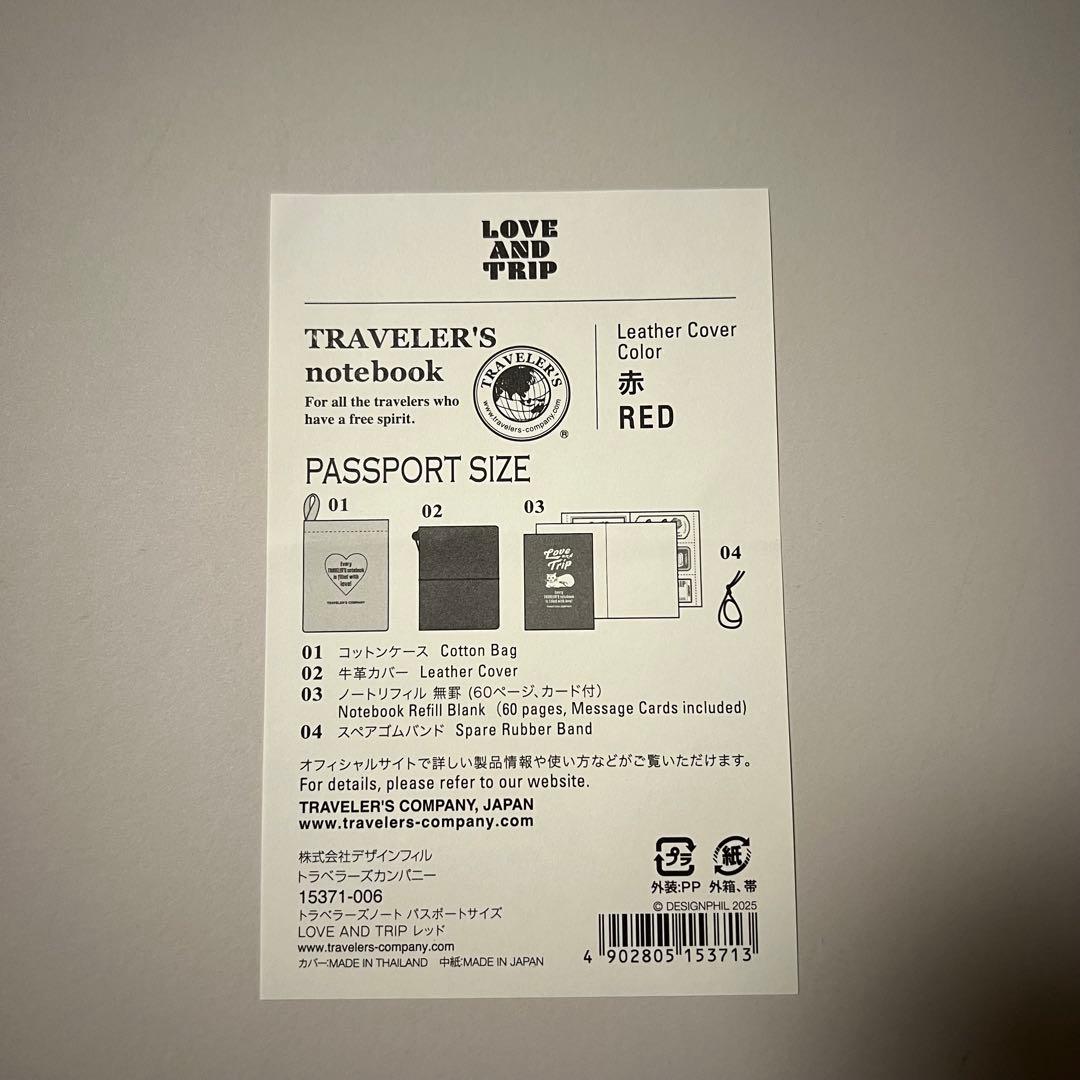 LOVE
AND
TRIP
TRAVELER'S
notebook
For all the travelers who
have a free spirit.
TRAVELER'S
www.travelers-company.com
®
Leather Cover
Color
赤
RED
PASSPORT SIZE
01
02
03
04
Every
TRAVELER'S notebook
is filled with
love!
TRAVELER'S COMPANY
Love
and
Trip
Every
TRAVELER'S notebook
is filled with love!
01 コットンケース Cotton Bag
02 牛革カバー Leather Cover
03 ノートリフィル 無罫 (60ページ、カード付)
Notebook Refill Blank (60 pages, Message Cards included)
04 スペアゴムバンド Spare Rubber Band
オフィシャルサイトで詳しい製品情報や使い方などがご覧いただけます。
For details, please refer to our website.
TRAVELER'S COMPANY, JAPAN
www.travelers-company.com
株式会社デザインフィル
トラベラーズカンパニー
15371-006
トラベラーズノート パスポートサイズ
LOVE AND TRIP レッド
www.travelers-company.com
カバー:MADE IN THAILAND 中紙:MADE IN JAPAN
プラ 紙
外装:PP 外箱、帯
© DESIGNPHIL 2025
4 902805 153713